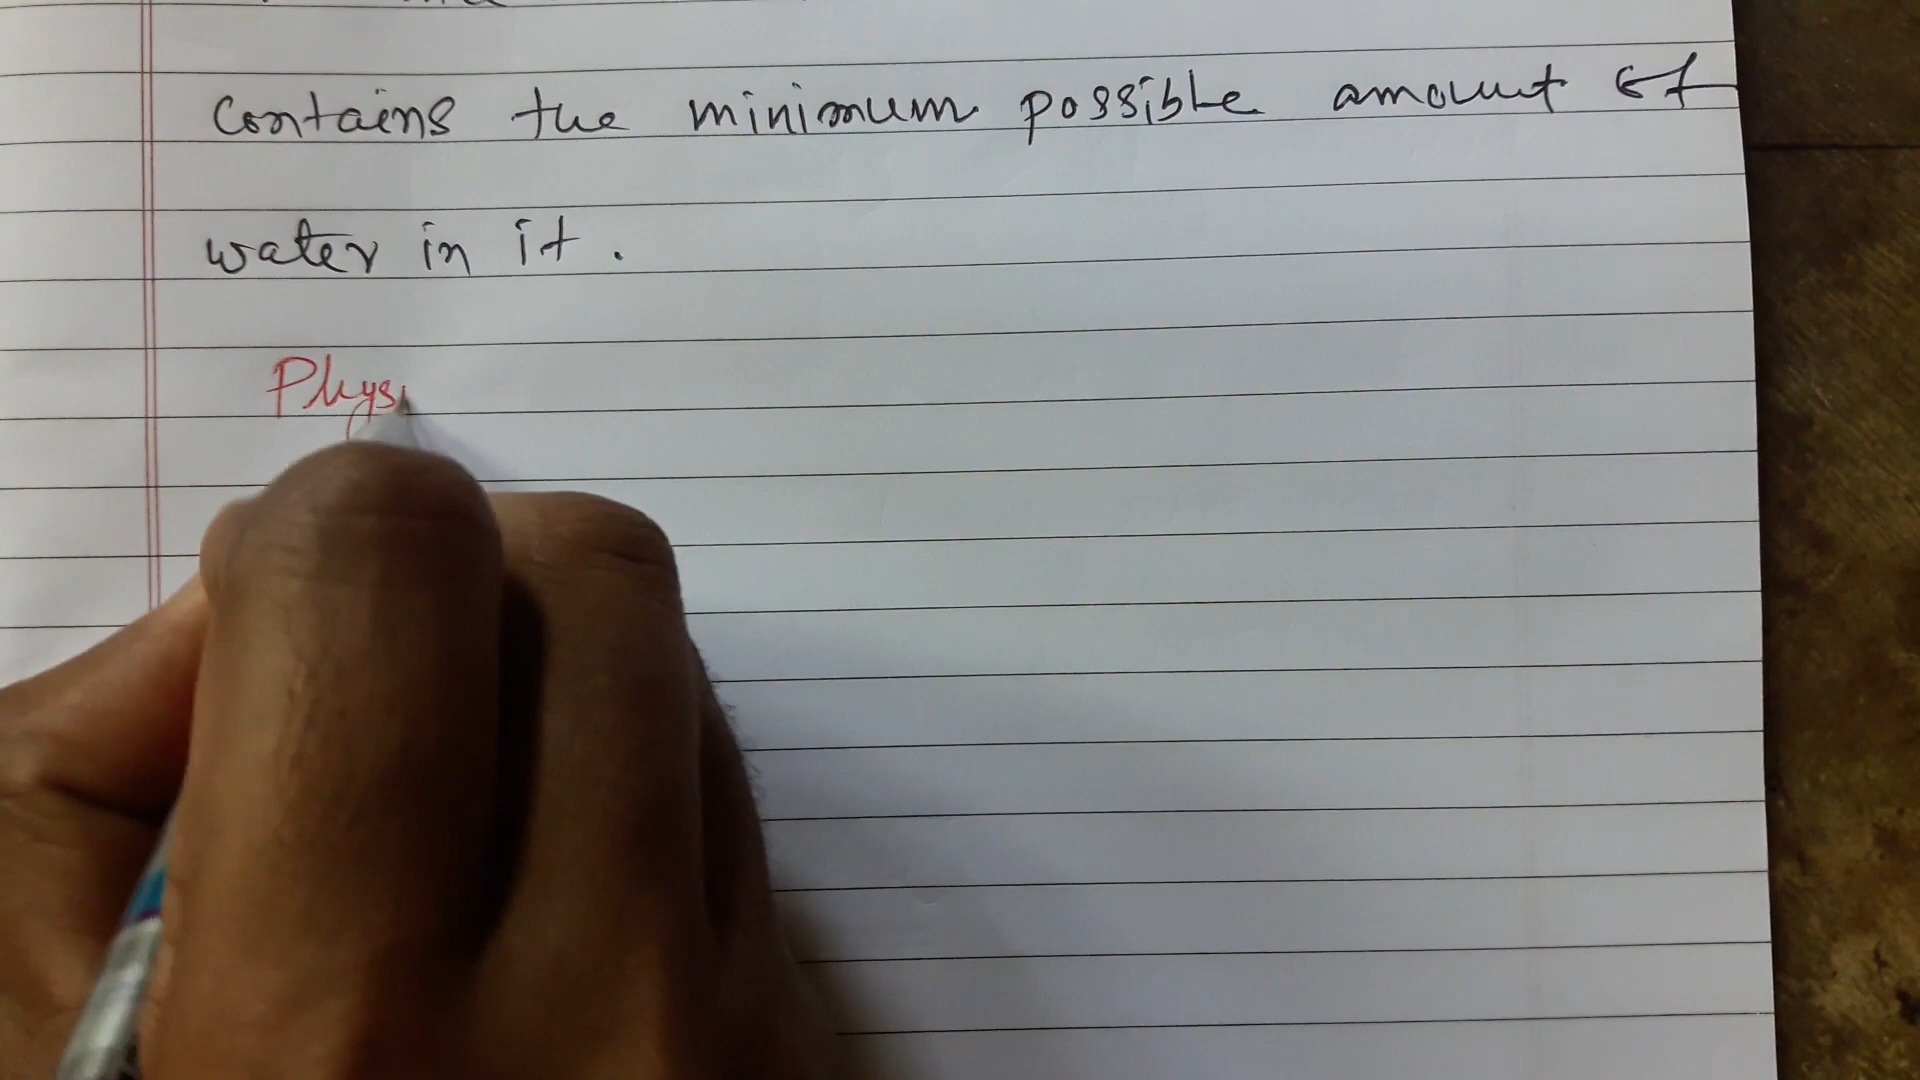 contains the minimum possible amount of
water in it.
Phys